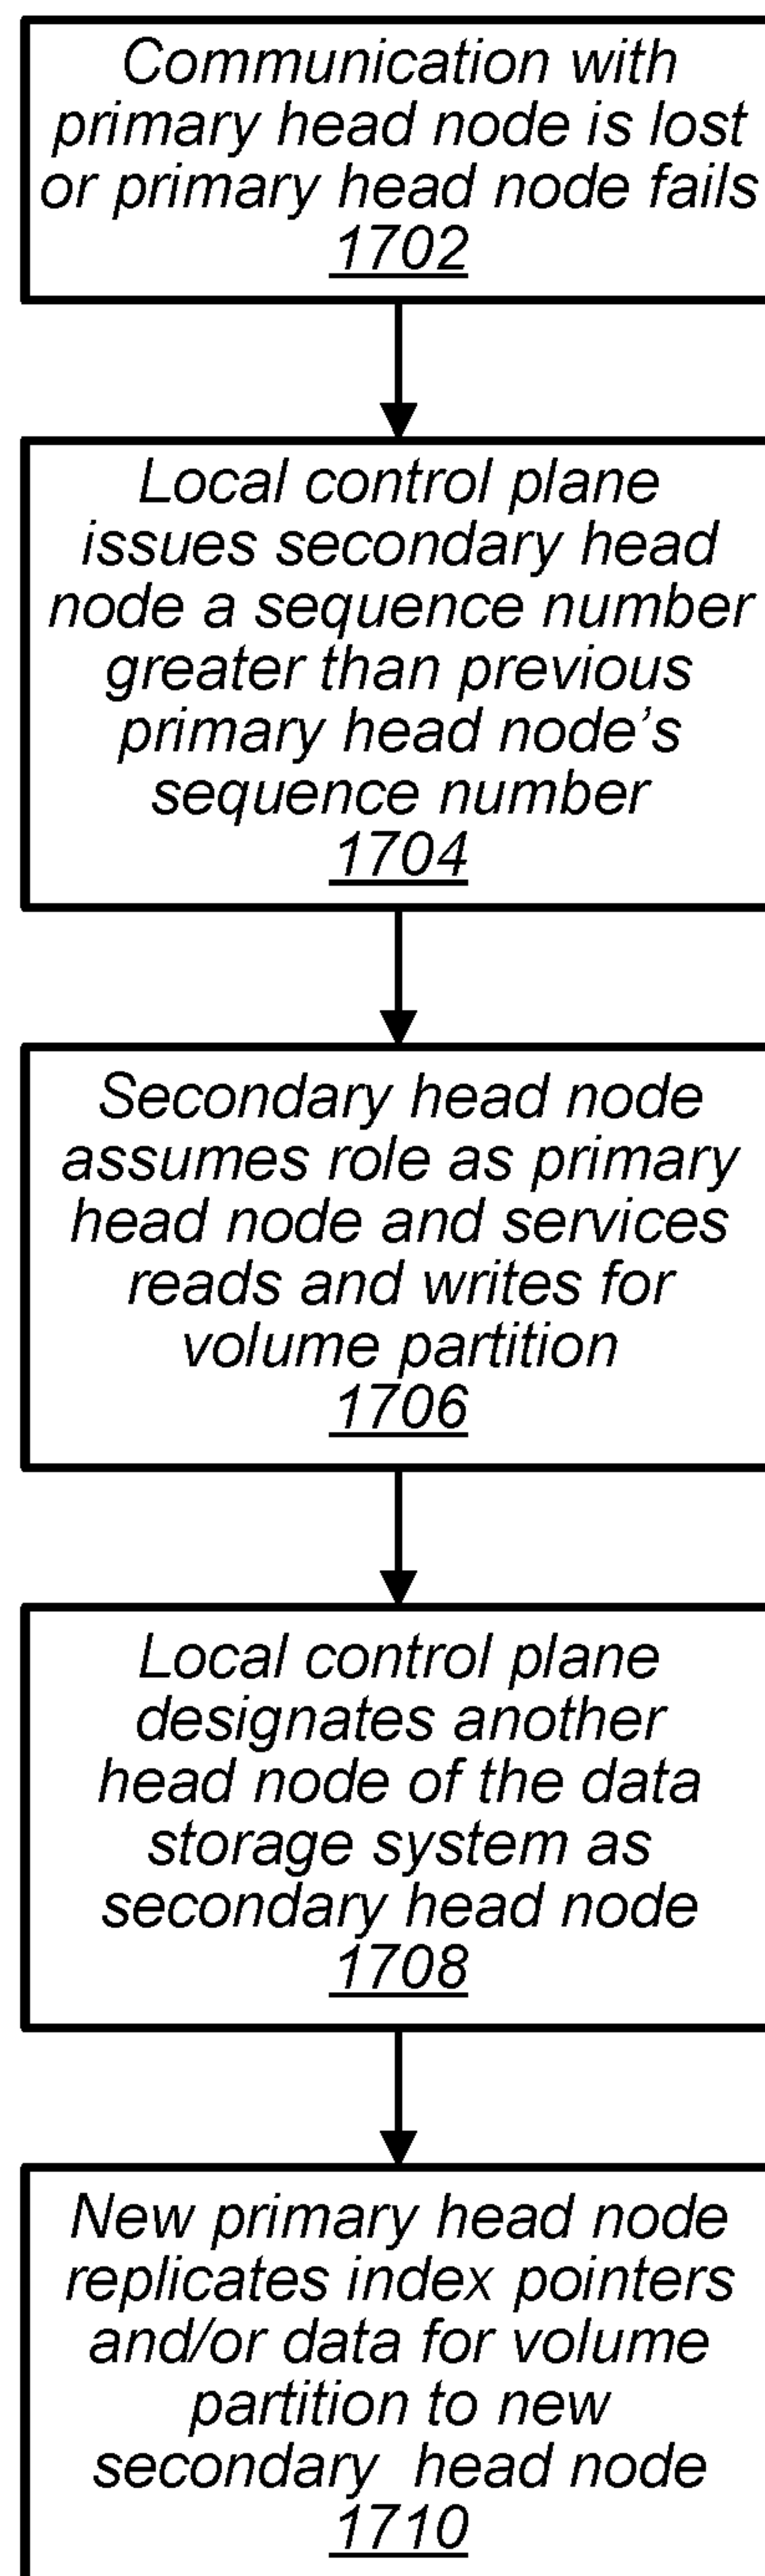 Communication with
primary head node is lost
or primary head node fails
1702
Local control plane
issues secondary head
node a sequence number
greater than previous
primary head node’s
sequence number
1704
Secondary head node
assumes role as primary
head node and services
reads and writes for
volume partition
1706
Local control plane
designates another
head node of the data
storage system as
secondary head node
1708
New primary head node
replicates index pointers
and/or data for volume
partition to new
secondary head node
1710